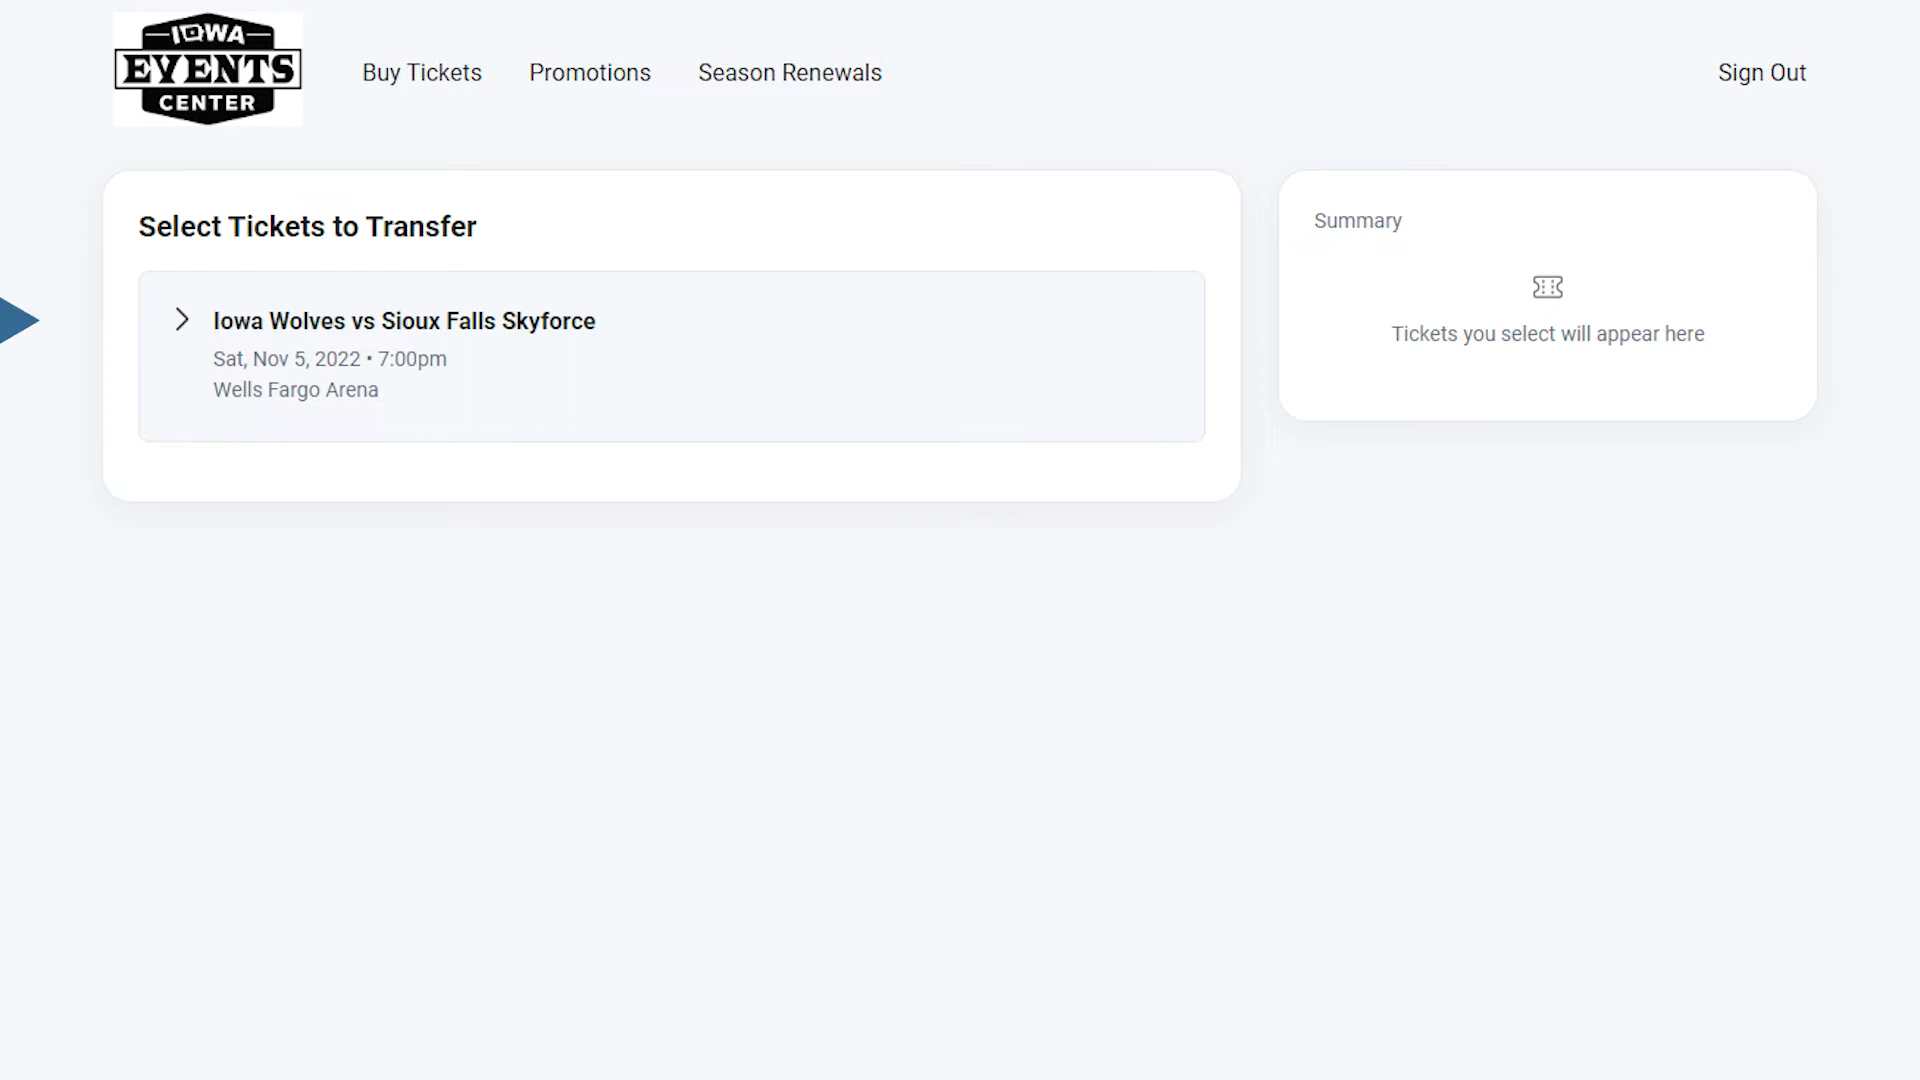 IOWA
EVENTS
CENTER
Buy Tickets
Promotions
Season Renewals
Sign Out
Select Tickets to Transfer
Iowa Wolves vs Sioux Falls Skyforce
Sat, Nov 5, 2022 • 7:00pm
Wells Fargo Arena
Summary
Tickets you select will appear here